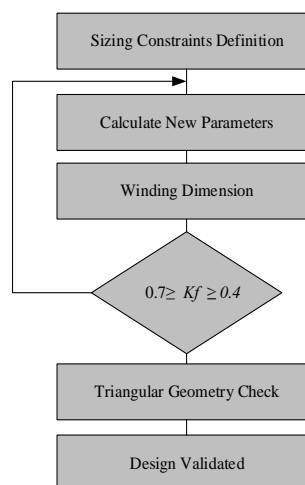 Sizing Constraints Definition
Calculate New Parameters
Winding Dimension
0.7≥ Kf ≥0.4
Triangular Geometry Check
Design Validated